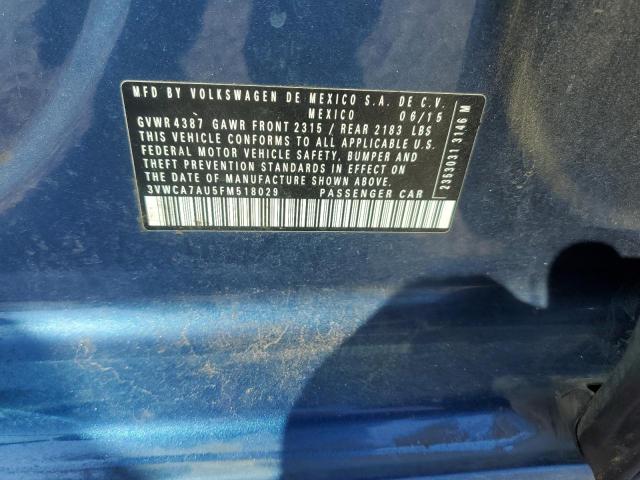 MFD BY VOLKSWAGEN DE MEXICO S.A. DE C.V.
MEXICO 06/15
GVWR 4387 GAWR FRONT 2315 / REAR 2183 LBS
THIS VEHICLE CONFORMS TO ALL APPLICABLE U.S.
FEDERAL MOTOR VEHICLE SAFETY, BUMPER AND
THEFT PREVENTION STANDARDS IN EFFECT ON
THE DATE OF MANUFACTURE SHOWN ABOVE.
3VWCA7AU5FM518029 PASSENGER CAR
2363031 3146 M